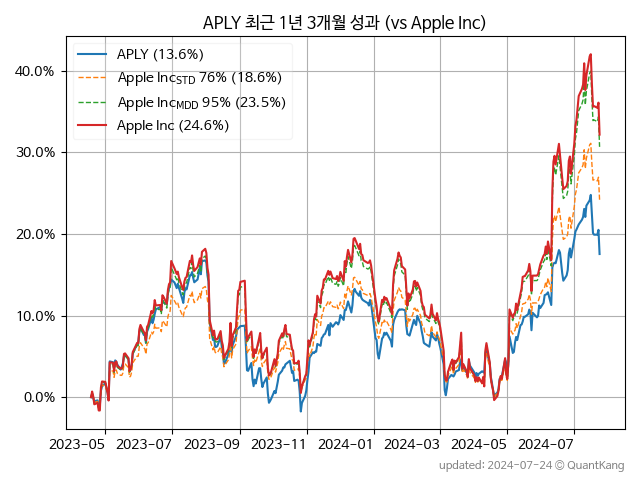 APLY 최근 1년 3개월 성과 (vs Apple Inc)
APLY (13.6%)
Apple Inc_STD 76% (18.6%)
Apple Inc_MDD 95% (23.5%)
Apple Inc (24.6%)
40.0%
30.0%
20.0%
10.0%
0.0%
2023-05 2023-07 2023-09 2023-11 2024-01 2024-03 2024-05 2024-07
updated: 2024-07-24 © QuantKang